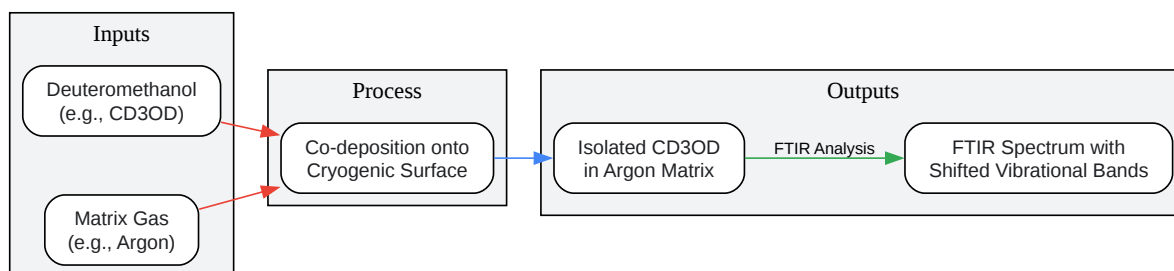 Inputs
Deuteromethanol
(e.g., CD3OD)
Matrix Gas
(e.g., Argon)
Process
Co-deposition onto
Cryogenic Surface
Outputs
Isolated CD3OD
in Argon Matrix
FTIR Analysis
FTIR Spectrum with
Shifted Vibrational Bands